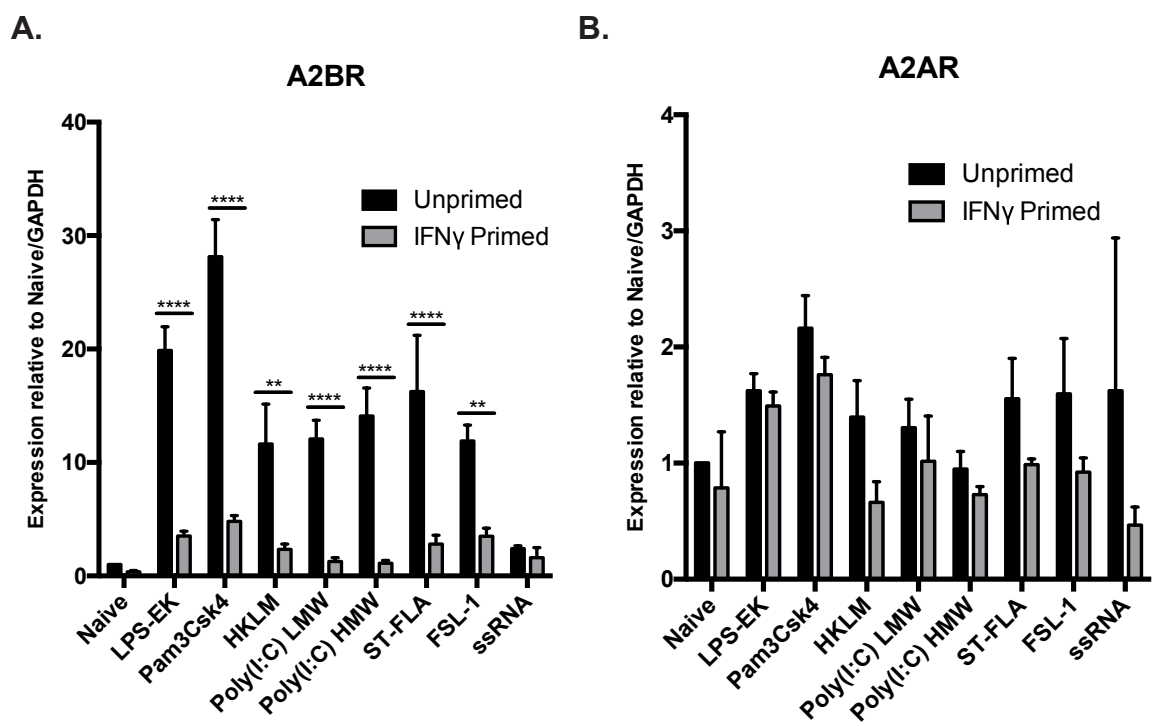 A.
A2BR
Expression relative to Naive/GAPDH
40
30
20
10
0
Unprimed
IFNγ Primed
****
****
**
****
****
****
**
Naive
LPS-EK
Pam3Csk4
HKLM
Poly(I:C) LMW
Poly(I:C) HMW
ST-FLA
FSL-1
ssRNA
B.
A2AR
Expression relative to Naive/GAPDH
4
3
2
1
0
Unprimed
IFNγ Primed
Naive
LPS-EK
Pam3Csk4
HKLM
Poly(I:C) LMW
Poly(I:C) HMW
ST-FLA
FSL-1
ssRNA